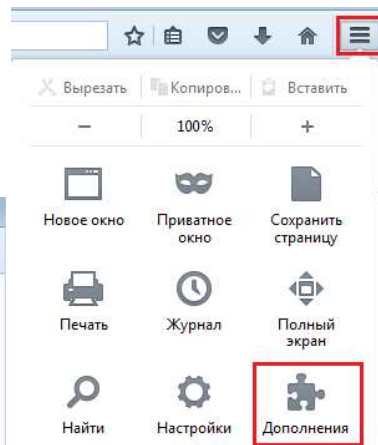 Вырезать Копиров... Вставить
− 100% +
Новое окно Приватное окно Сохранить страницу
Печать Журнал Полный экран
Найти Настройки Дополнения